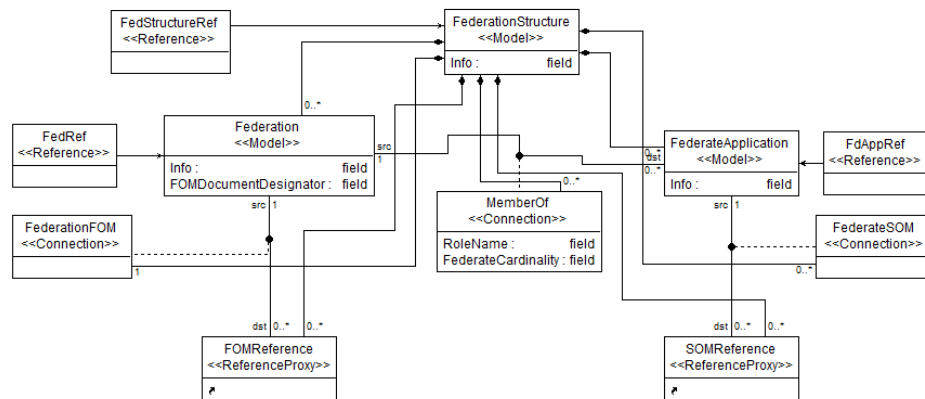 FedStructureRef
<<Reference>>
FederationStructure
<<Model>>
Info : field
0..*
FedRef
<<Reference>>
Federation
<<Model>>
Info : field
FOMDocumentDesignator : field
src
1
0..*
dst
0..*
FederateApplication
<<Model>>
Info : field
FdAppRef
<<Reference>>
0..*
MemberOf
<<Connection>>
RoleName : field
FederateCardinality : field
src 1
src 1
FederationFOM
<<Connection>>
1
FederateSOM
<<Connection>>
0..*
dst 0..* 0..*
FOMReference
<<ReferenceProxy>>
dst 0..* 0..*
SOMReference
<<ReferenceProxy>>